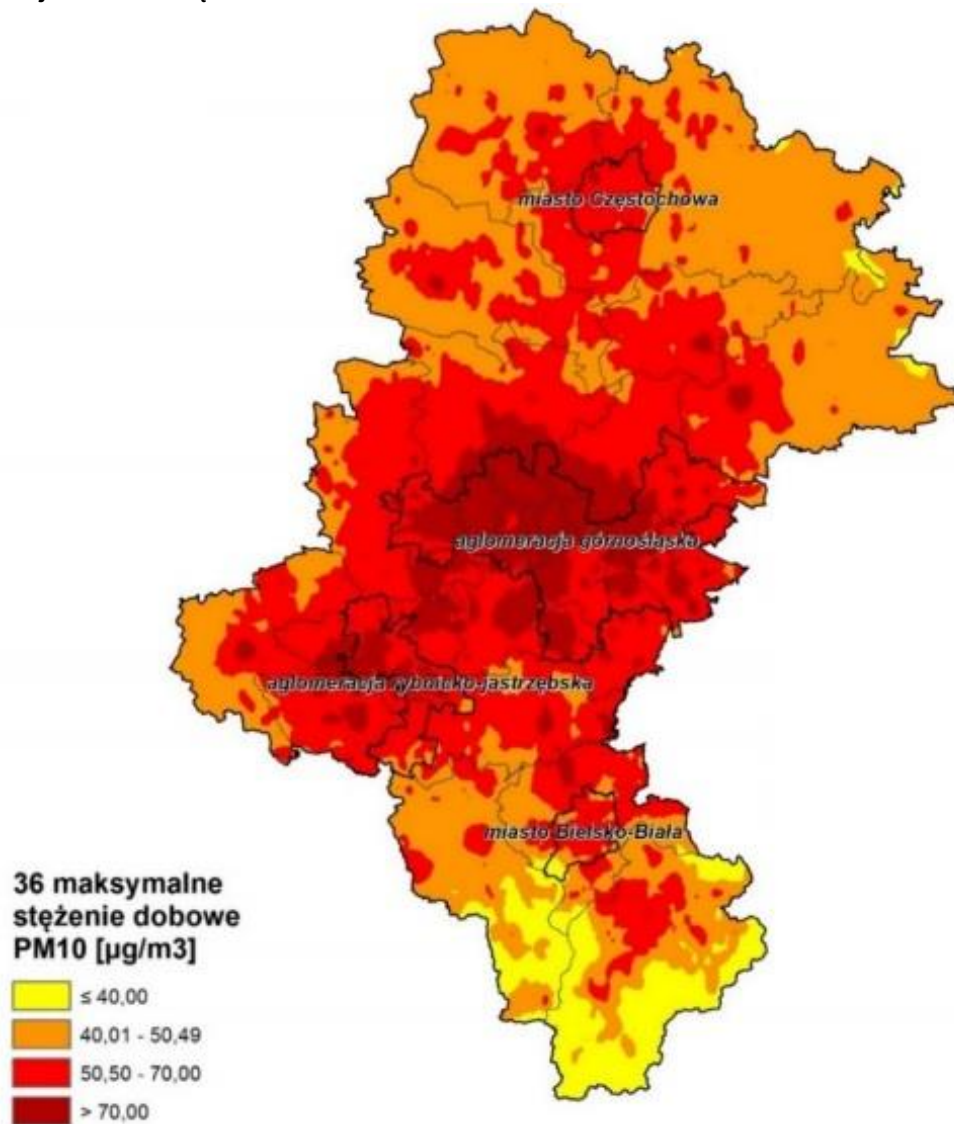 miasto Częstochowa
aglomeracja górnośląska
aglomeracja rybnicko-jastrzębska
miasto Bielsko-Biała
36 maksymalne
stężenie dobowe
PM10 [µg/m3]
≤ 40,00
40,01 - 50,49
50,50 - 70,00
> 70,00